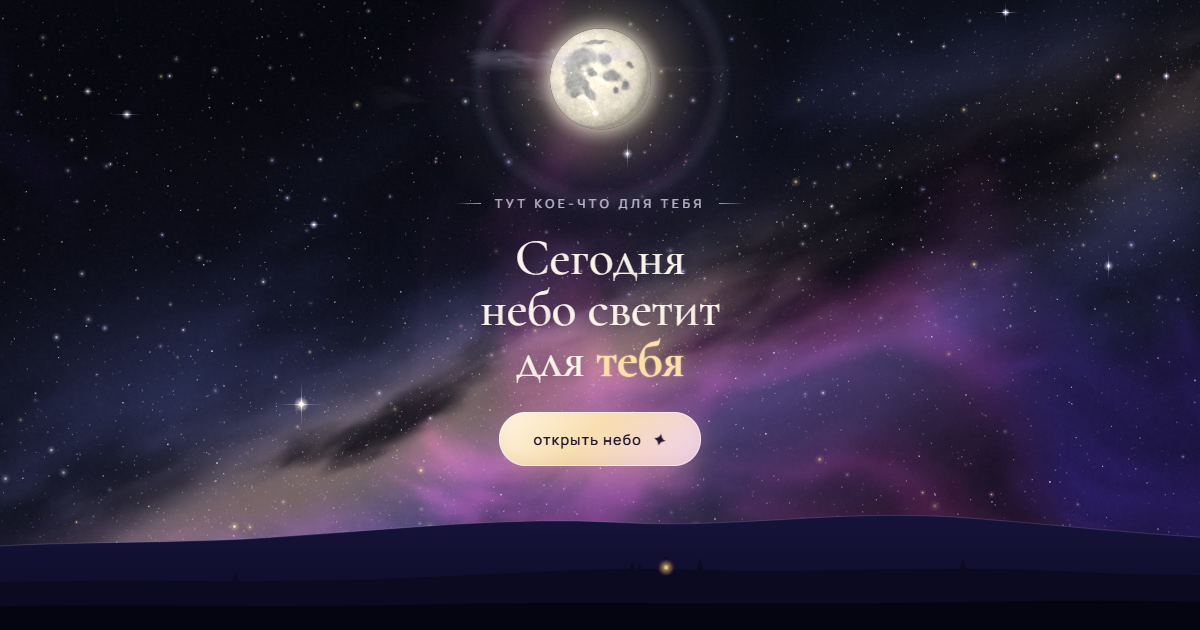 ТУТ КОЕ-ЧТО ДЛЯ ТЕБЯ
Сегодня
небо светит
для тебя
открыть небо